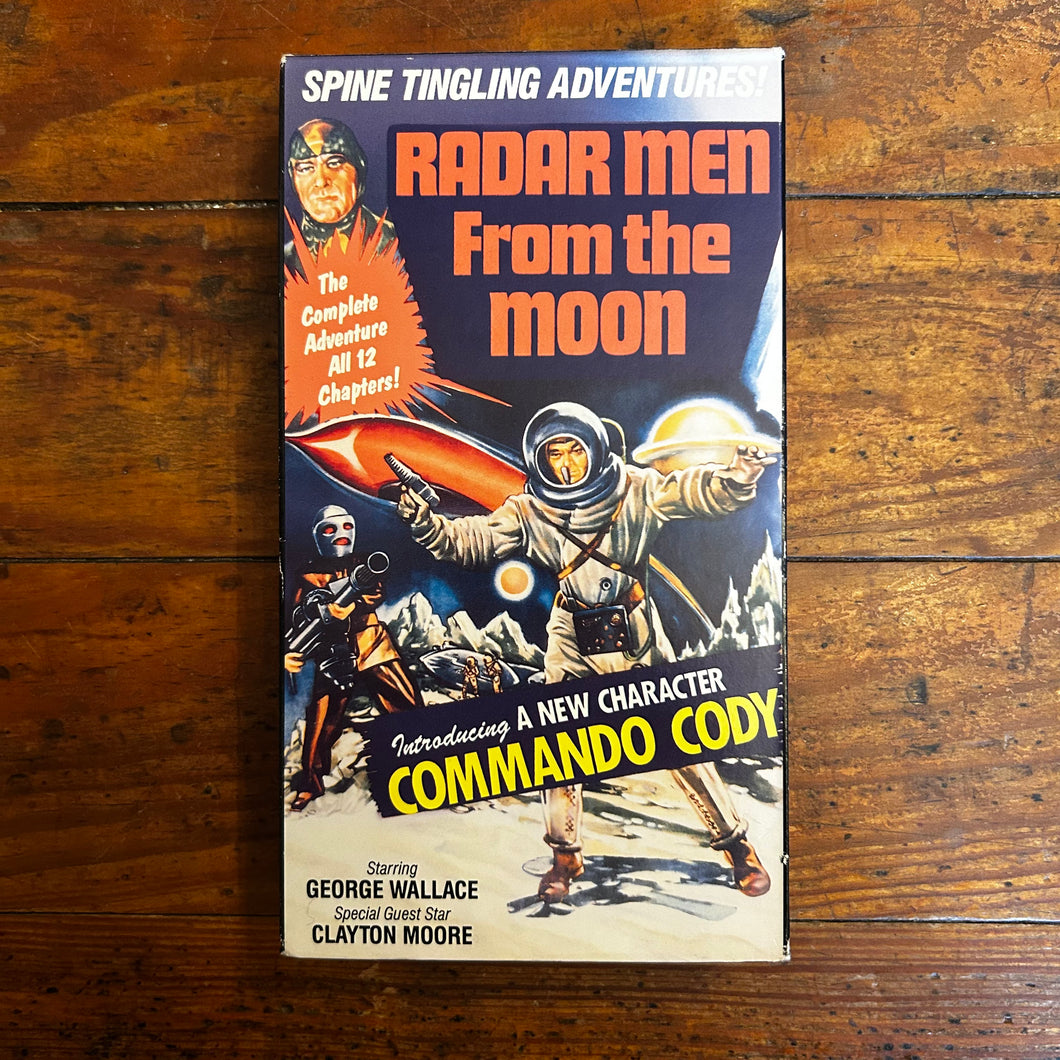 SPINE TINGLING ADVENTURES!
RADAR MEN
From the
moon
The
Complete
Adventure
All 12
Chapters!
Introducing A NEW CHARACTER
COMMANDO CODY
Starring
GEORGE WALLACE
Special Guest Star
CLAYTON MOORE